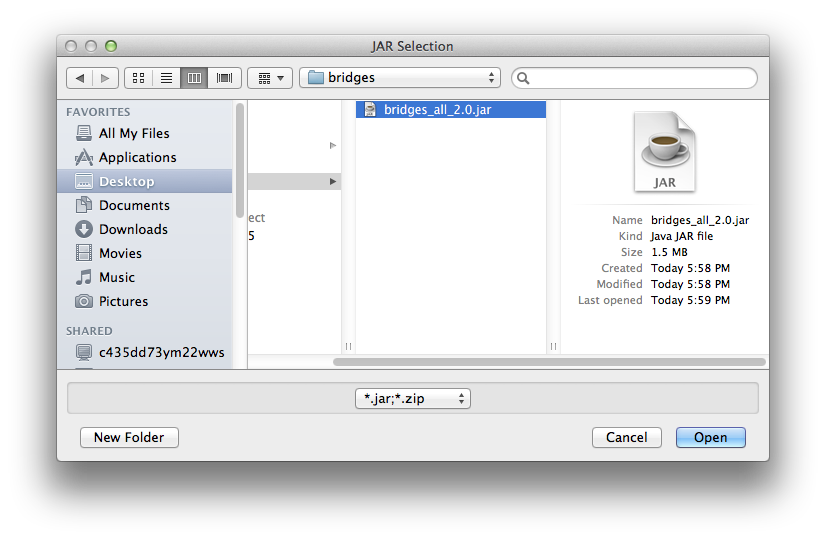 JAR Selection
bridges
FAVORITES
All My Files
Applications
Desktop
Documents
Downloads
Movies
Music
Pictures
SHARED
c435dd73ym22wws
ect
5
bridges_all_2.0.jar
JAR
Name bridges_all_2.0.jar
Kind Java JAR file
Size 1.5 MB
Created Today 5:58 PM
Modified Today 5:58 PM
Last opened Today 5:59 PM
*.jar;*.zip
New Folder
Cancel
Open